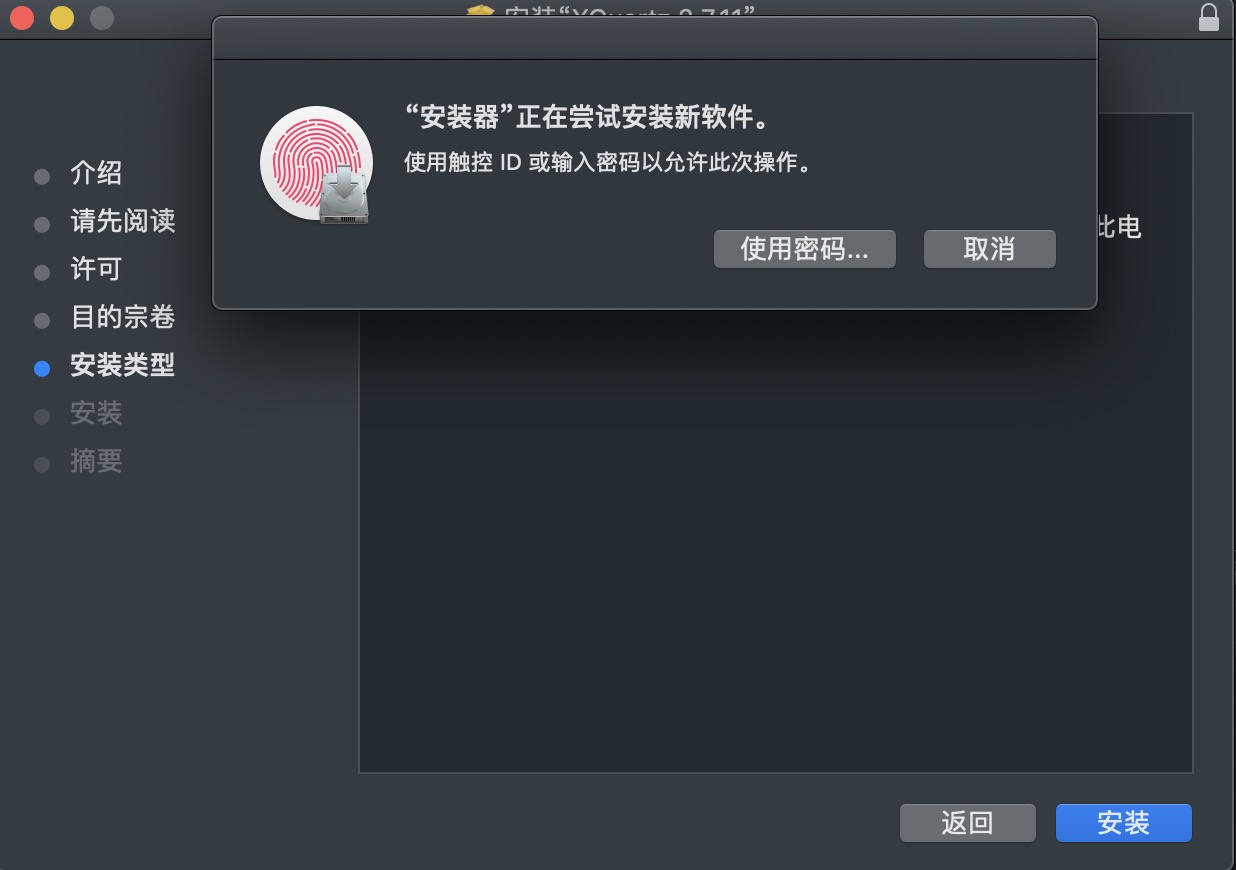 安装“XQuartz 2.7.11”
“安装器”正在尝试安装新软件。
使用触控 ID 或输入密码以允许此次操作。
使用密码...
取消
此电
介绍
请先阅读
许可
目的宗卷
安装类型
安装
摘要
返回
安装